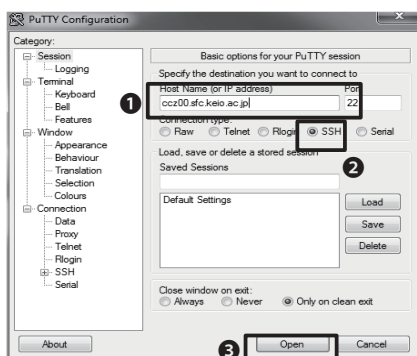 PuTTY Configuration
Category:
Session
Logging
Terminal
Keyboard
Bell
Features
Window
Appearance
Behaviour
Translation
Selection
Colours
Connection
Data
Proxy
Telnet
Rlogin
SSH
Serial
Basic options for your PuTTY session
Specify the destination you want to connect to
Host Name (or IP address) Port
ccz00.sfc.keio.ac.jp 22
❶
Connection type:
Raw Telnet Rlogin SSH Serial
❷
Load, save or delete a stored session
Saved Sessions
Default Settings
Load
Save
Delete
Close window on exit:
Always Never Only on clean exit
❸
About Open Cancel